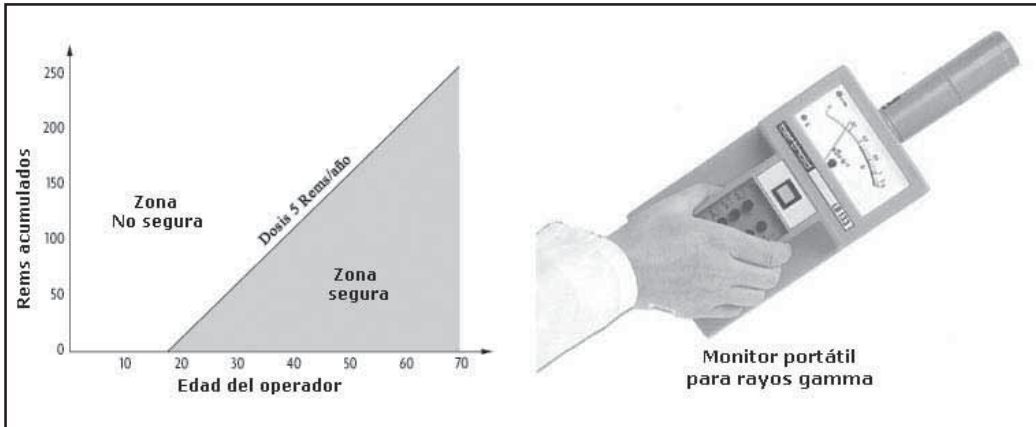 250
200
150
100
50
0
Rems acumulados
Zona
No segura
Dosis 5 Rems/año
Zona
segura
10 20 30 40 50 60 70
Edad del operador
Monitor portátil
para rayos gamma